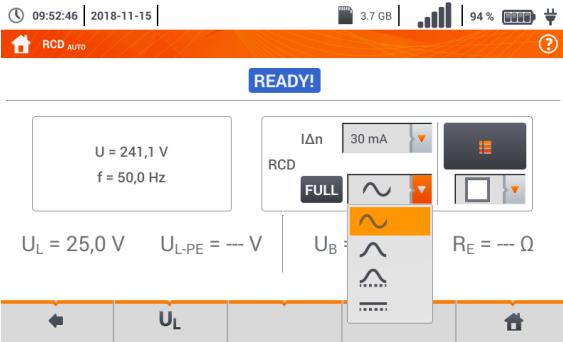 09:52:46 2018-11-15 3.7 GB 94 %
RCD AUTO ?
READY!
U = 241,1 V
f = 50,0 Hz
IΔn 30 mA
RCD
FULL
UL = 25,0 V UL-PE = --- V UB = RE = --- Ω
UL